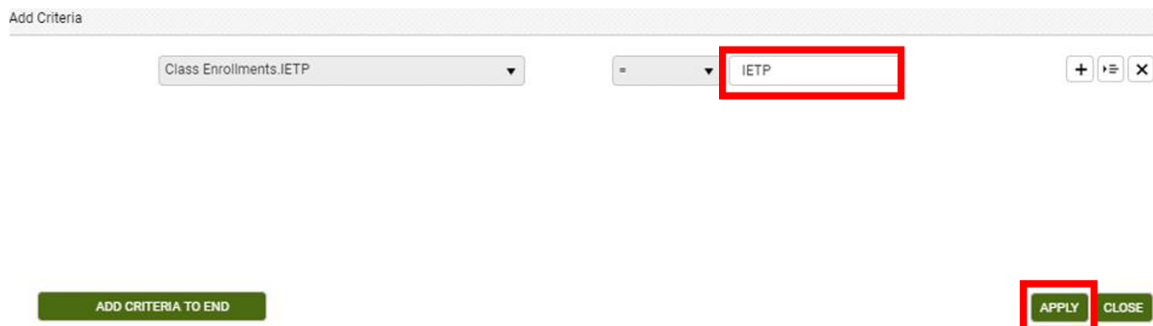 Add Criteria
Class Enrollments.IETP = IETP
ADD CRITERIA TO END APPLY CLOSE